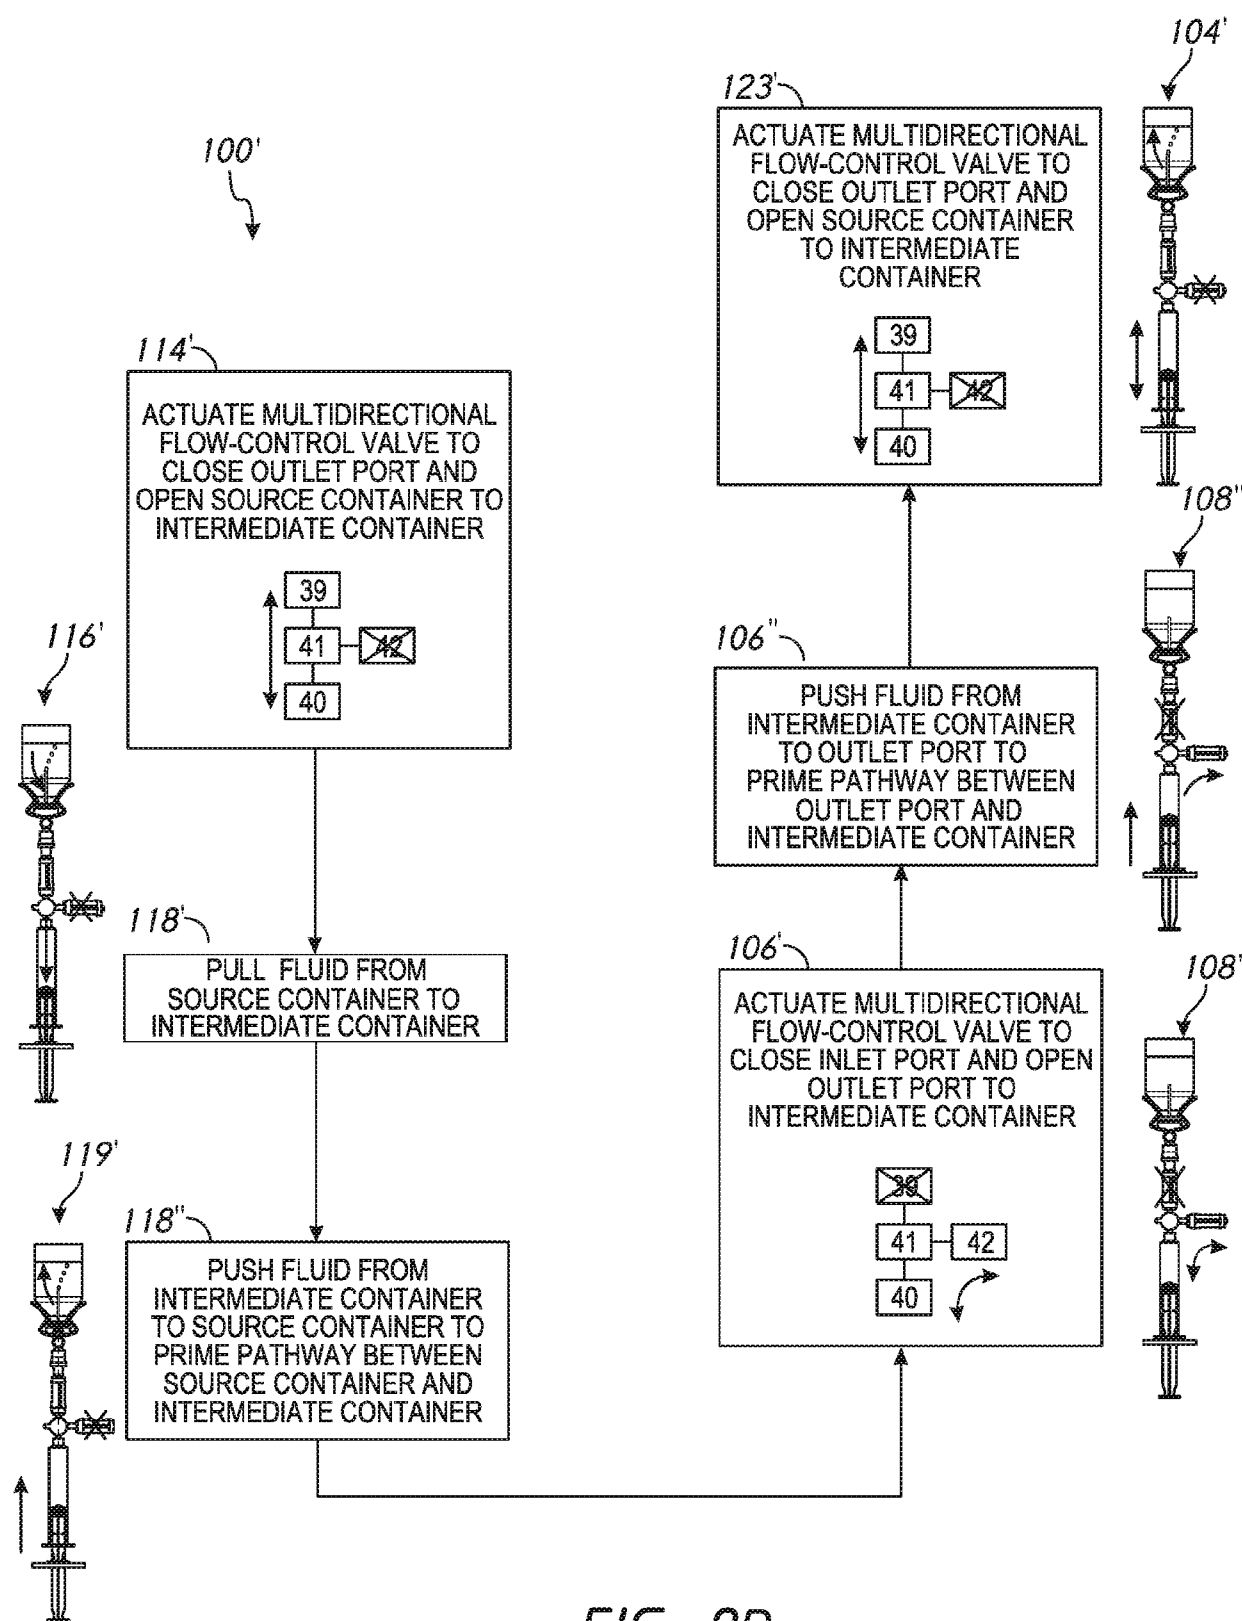 100'
114'
ACTUATE MULTIDIRECTIONAL
FLOW-CONTROL VALVE TO
CLOSE OUTLET PORT AND
OPEN SOURCE CONTAINER TO
INTERMEDIATE CONTAINER
39
41 42
40
116'
118'
PULL FLUID FROM
SOURCE CONTAINER TO
INTERMEDIATE CONTAINER
119'
118"
PUSH FLUID FROM
INTERMEDIATE CONTAINER
TO SOURCE CONTAINER TO
PRIME PATHWAY BETWEEN
SOURCE CONTAINER AND
INTERMEDIATE CONTAINER
106'
ACTUATE MULTIDIRECTIONAL
FLOW-CONTROL VALVE TO
CLOSE INLET PORT AND OPEN
OUTLET PORT TO
INTERMEDIATE CONTAINER
39
41 42
40
108'
106"
PUSH FLUID FROM
INTERMEDIATE CONTAINER
TO OUTLET PORT TO
PRIME PATHWAY BETWEEN
OUTLET PORT AND
INTERMEDIATE CONTAINER
108"
123'
ACTUATE MULTIDIRECTIONAL
FLOW-CONTROL VALVE TO
CLOSE OUTLET PORT AND
OPEN SOURCE CONTAINER
TO INTERMEDIATE
CONTAINER
39
41 42
40
104'